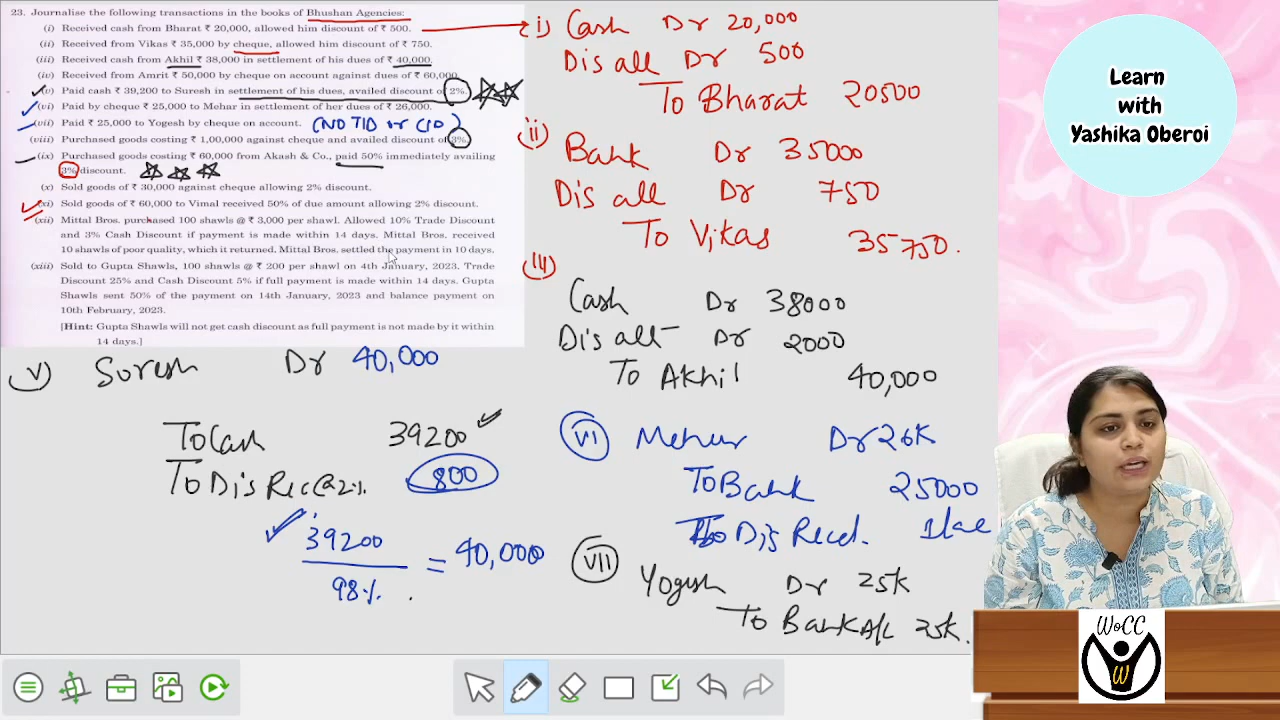 23. Journalise the following transactions in the books of Bhushan Agencies:
(i) Received cash from Bharat ₹ 20,000, allowed him discount of ₹ 500.
(ii) Received from Vikas ₹ 35,000 by cheque, allowed him discount of ₹ 750.
(iii) Received cash from Akhil ₹ 38,000 in settlement of his dues of ₹ 40,000.
(iv) Received from Amrit ₹ 50,000 by cheque on account against dues of ₹ 60,000.
(v) Paid cash ₹ 39,200 to Suresh in settlement of his dues, availed discount of 2%.
(vi) Paid by cheque ₹ 25,000 to Mehar in settlement of her dues of ₹ 26,000.
(vii) Paid ₹ 25,000 to Yogesh by cheque on account. (NO TID or CID)
(viii) Purchased goods costing ₹ 1,00,000 against cheque and availed discount of 3%.
(ix) Purchased goods costing ₹ 60,000 from Akash & Co., paid 50% immediately availing
3% discount.
(x) Sold goods of ₹ 30,000 against cheque allowing 2% discount.
(xi) Sold goods of ₹ 60,000 to Vimal received 50% of due amount allowing 2% discount.
(xii) Mittal Bros. purchased 100 shawls @ ₹ 3,000 per shawl. Allowed 10% Trade Discount
and 3% Cash Discount if payment is made within 14 days. Mittal Bros. received
10 shawls of poor quality, which it returned. Mittal Bros. settled the payment in 10 days.
(xiii) Sold to Gupta Shawls, 100 shawls @ ₹ 200 per shawl on 4th January, 2023. Trade
Discount 25% and Cash Discount 5% if full payment is made within 14 days. Gupta
Shawls sent 50% of the payment on 14th January, 2023 and balance payment on
10th February, 2023.
[Hint: Gupta Shawls will not get cash discount as full payment is not made by it within
14 days.]
i) Cash Dr 20,000
Dis all Dr 500
To Bharat 20500
ii) Bank Dr 35000
Dis all Dr 750
To Vikas 35750.
iii)
Cash Dr 38000
Dis all Dr 2000
To Akhil 40,000
v) Suresh Dr 40,000
To Cash 39200
To Dis Rec @ 2% 800
39200
98% = 40,000
VI Mehur Dr 26K
To Bank 25000
To Dis Reced.
VII Yogesh Dr 25K
To Bank A/c 25K.
Learn
with
Yashika Oberoi
WoCC
W